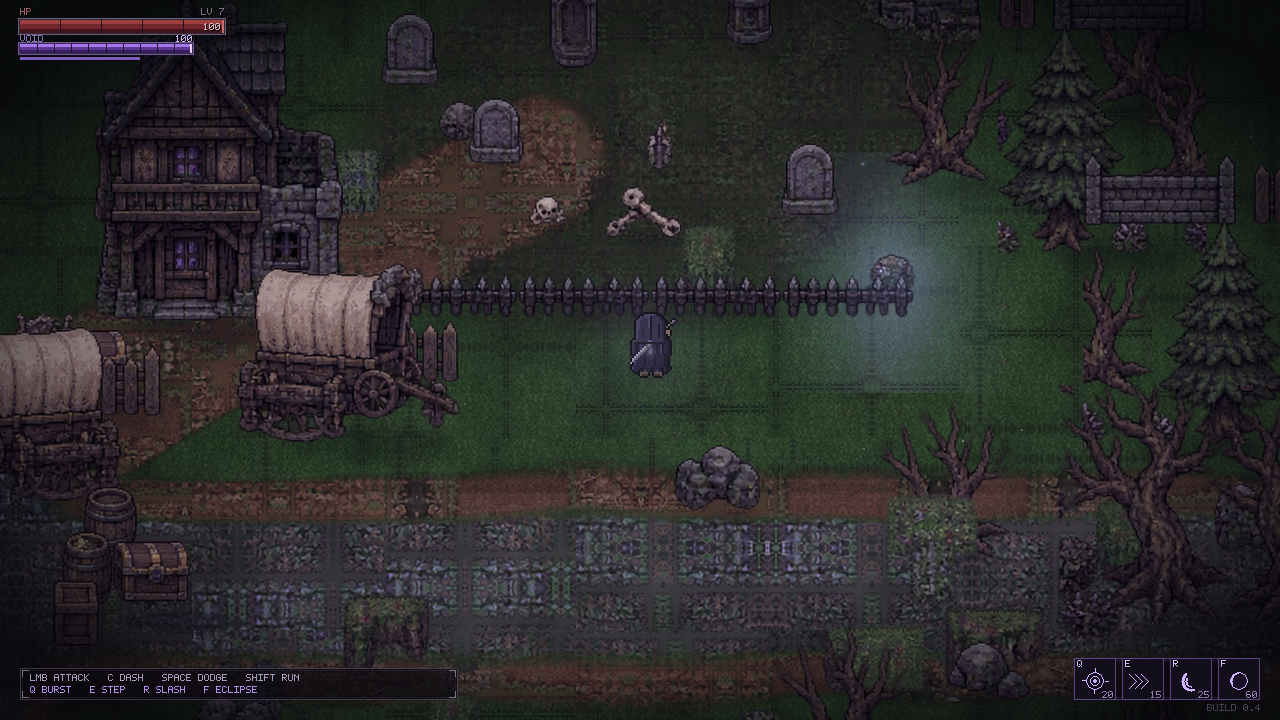 HP LV 7
100
VOID 100
LMB ATTACK C DASH SPACE DODGE SHIFT RUN
Q BURST E STEP R SLASH F ECLIPSE
Q E R F
20 15 25 60
BUILD 0.4